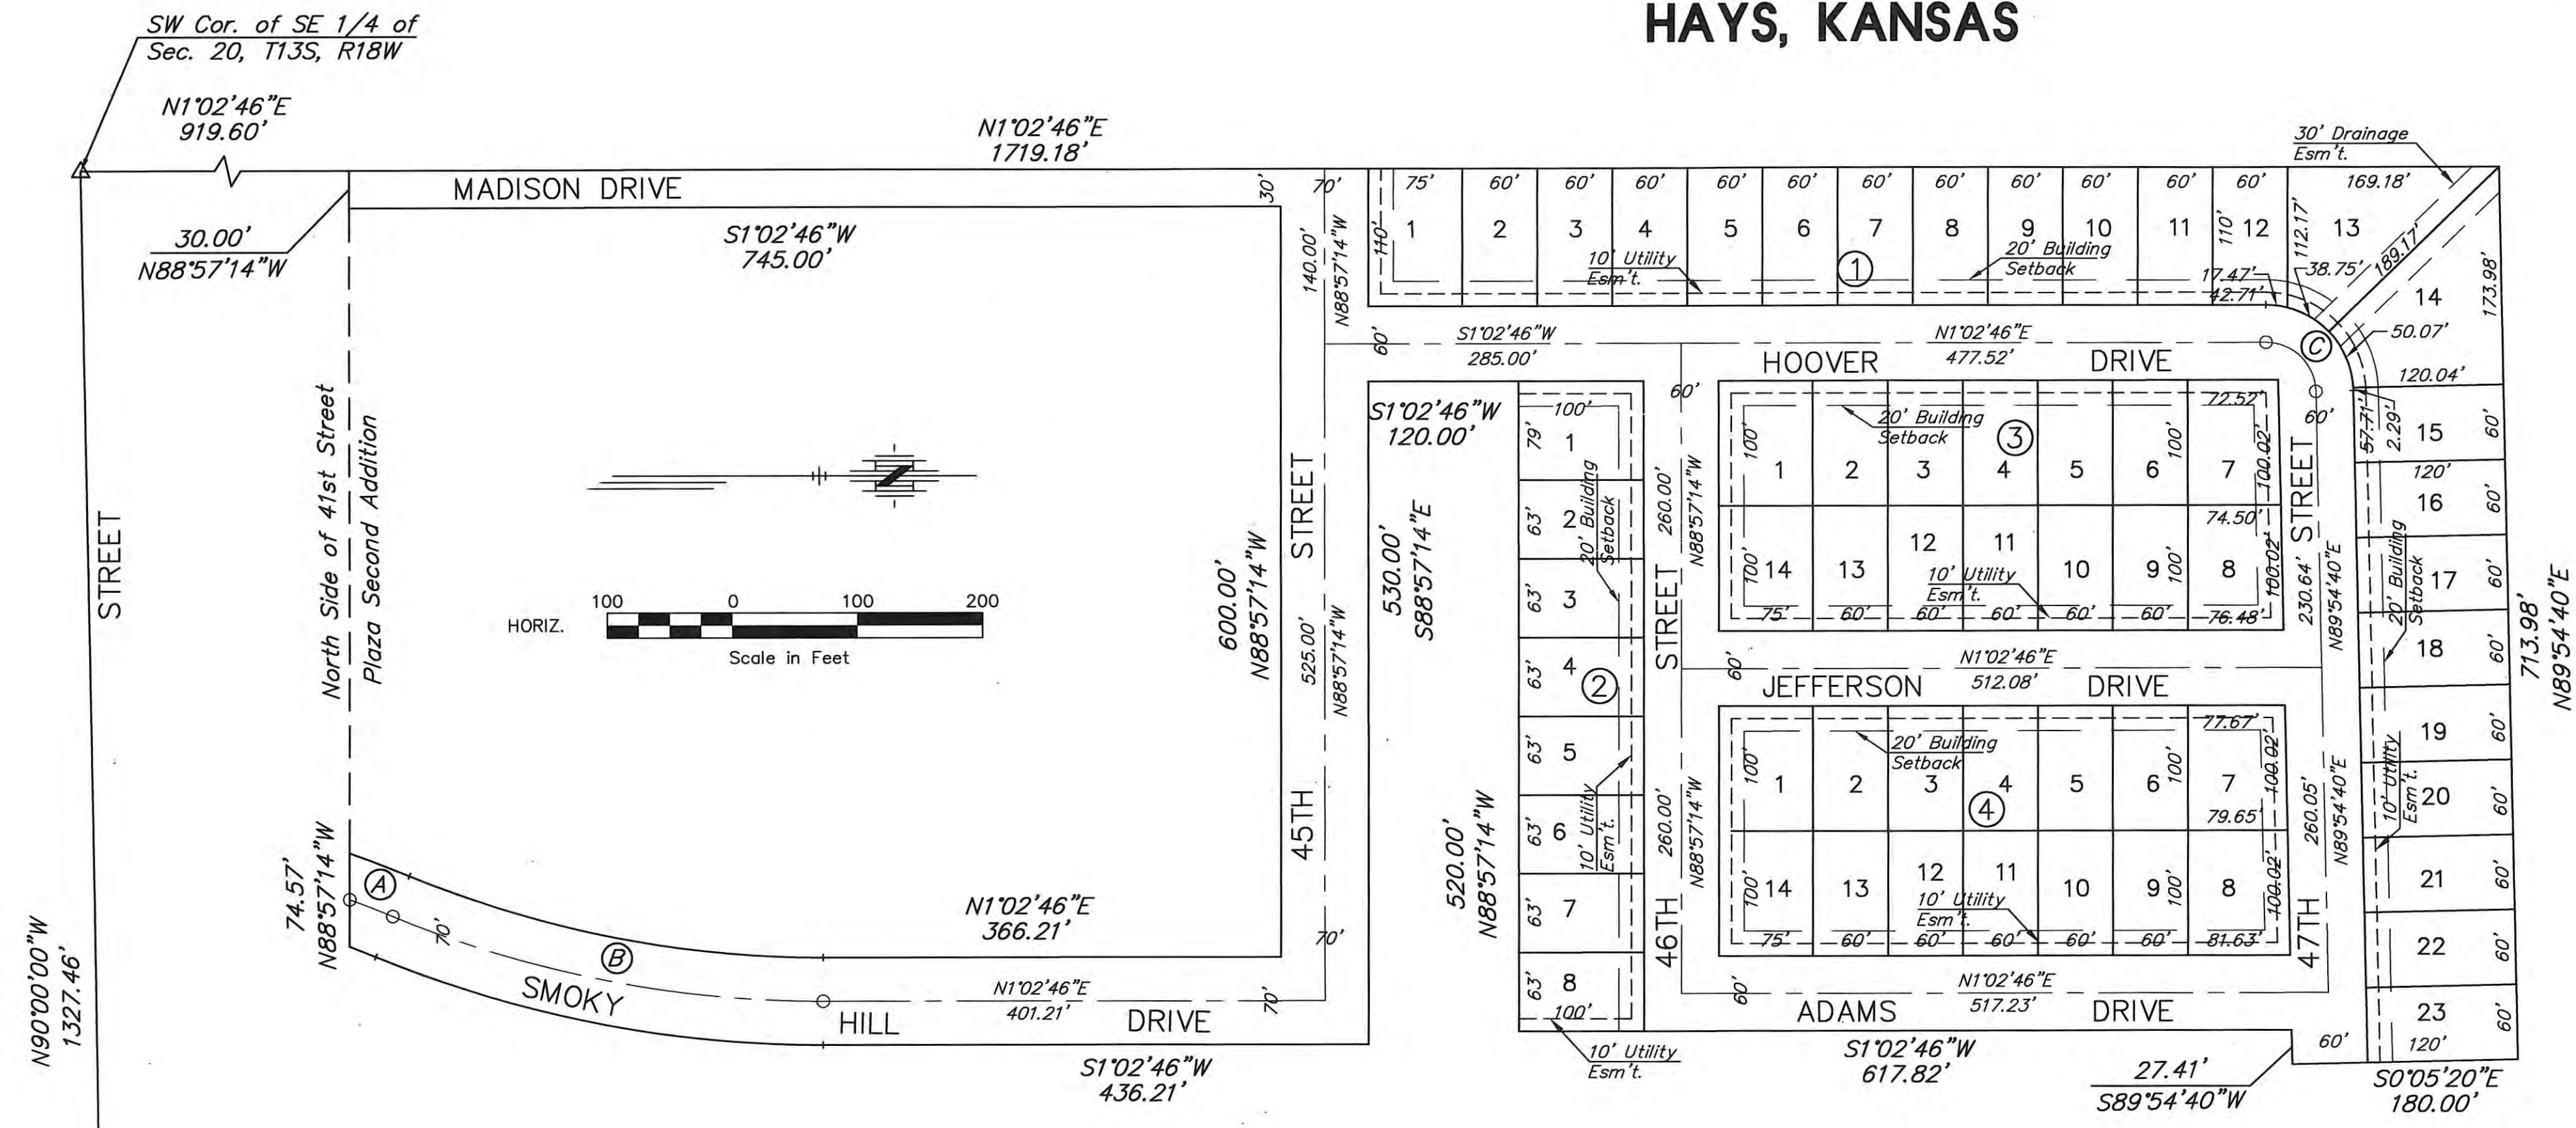 HAYS, KANSAS
SW Cor. of SE 1/4 of
Sec. 20, T13S, R18W
N1°02'46"E
919.60'
N1°02'46"E
1719.18'
30' Drainage
Esm't.
MADISON DRIVE
30'
70'
30.00'
N88°57'14"W
S1°02'46"W
745.00'
140.00'
N88°57'14"W
75'
60'
60'
60'
60'
60'
60'
60'
60'
60'
60'
60'
169.18'
110'
1
2
3
4
5
6
7
8
9
10
11
110'
12
112.17'
13
189.17'
10' Utility
Esm't.
1
20' Building
Setback
17.47'
42.71'
38.75'
14
173.98'
50.07'
C
60'
S1°02'46"W
285.00'
N1°02'46"E
477.52'
HOOVER DRIVE
120.04'
STREET
North Side of 41st Street
Plaza Second Addition
HORIZ.
100
0
100
200
Scale in Feet
N
600.00'
N88°57'14"W
STREET
525.00'
N88°57'14"W
45TH
S1°02'46"W
120.00'
530.00'
S88°57'14"E
520.00'
N88°57'14"W
100'
79'
1
63'
2
20' Building
Setback
63'
3
63'
4
2
63'
5
63'
6
10' Utility
Esm't.
63'
7
63'
8
100'
10' Utility
Esm't.
60'
260.00'
N88°57'14"W
STREET
260.00'
N88°57'14"W
46TH
20' Building
Setback
3
72.52'
100'
1
2
3
4
5
6
100'
7
100.02'
74.50'
100'
14
13
12
11
10
9
100'
8
100.02'
10' Utility
Esm't.
75'
60'
60'
60'
60'
60'
76.48'
60'
N1°02'46"E
512.08'
JEFFERSON DRIVE
77.67'
20' Building
Setback
100'
1
2
3
4
5
6
100'
7
100.02'
4
79.65'
100'
14
13
12
11
10
9
100'
8
100.02'
10' Utility
Esm't.
75'
60'
60'
60'
60'
60'
81.63'
60'
N1°02'46"E
517.23'
ADAMS DRIVE
60'
STREET
230.64'
N89°54'40"E
260.05'
N89°54'40"E
47TH
57.71'
2.29'
15
60'
120'
16
60'
20' Building
Setback
17
60'
18
60'
19
60'
10' Utility
Esm't.
20
60'
21
60'
22
60'
23
60'
60'
120'
713.98'
N89°54'40"E
N90°00'00"W
1327.46'
74.57'
N88°57'14"W
A
70'
B
SMOKY HILL DRIVE
N1°02'46"E
366.21'
N1°02'46"E
401.21'
70'
70'
S1°02'46"W
436.21'
S1°02'46"W
617.82'
27.41'
S89°54'40"W
S0°05'20"E
180.00'